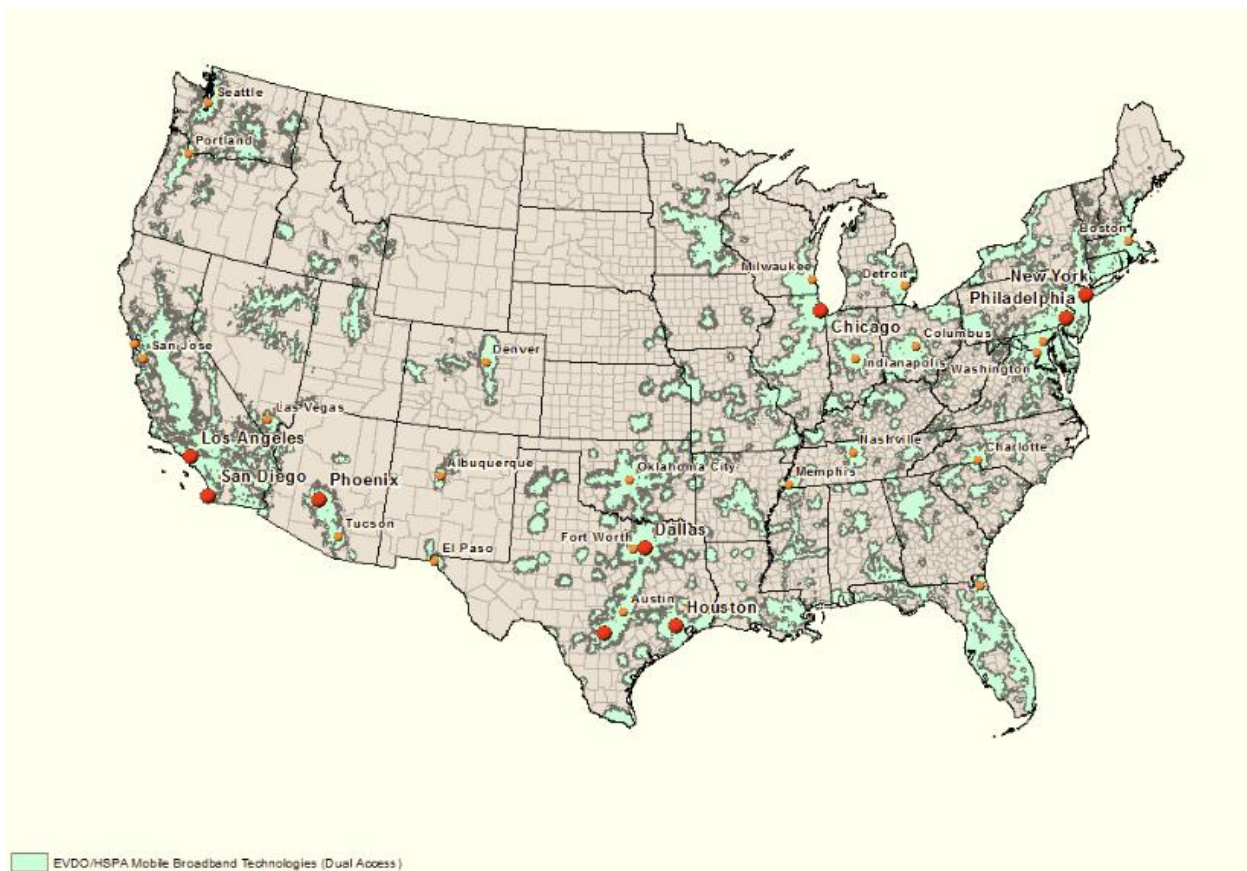 Seattle
Portland
Boston
Milwaukee
Detroit
New York
Philadelphia
Chicago
Columbus
San Jose
Denver
Indianapolis
Washington
Las Vegas
Los Angeles
Nashville
Charlotte
Albuquerque
Oklahoma City
Memphis
San Diego
Phoenix
Tucson
Fort Worth
Dallas
El Paso
Austin
Houston
EVDO/HSPA Mobile Broadband Technologies (Dual Access)